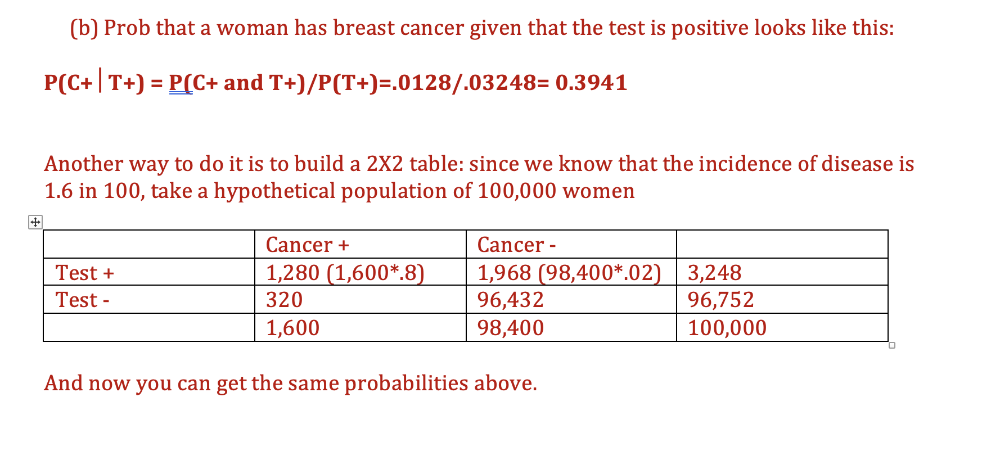 (b) Prob that a woman has breast cancer given that the test is positive looks like this:
P(C+|T+) = P(C+ and T+)/P(T+)=.0128/.03248= 0.3941
Another way to do it is to build a 2X2 table: since we know that the incidence of disease is
1.6 in 100, take a hypothetical population of 100,000 women
Cancer + Cancer -
Test + 1,280 (1,600*.8) 1,968 (98,400*.02) 3,248
Test - 320 96,432 96,752
1,600 98,400 100,000
And now you can get the same probabilities above.